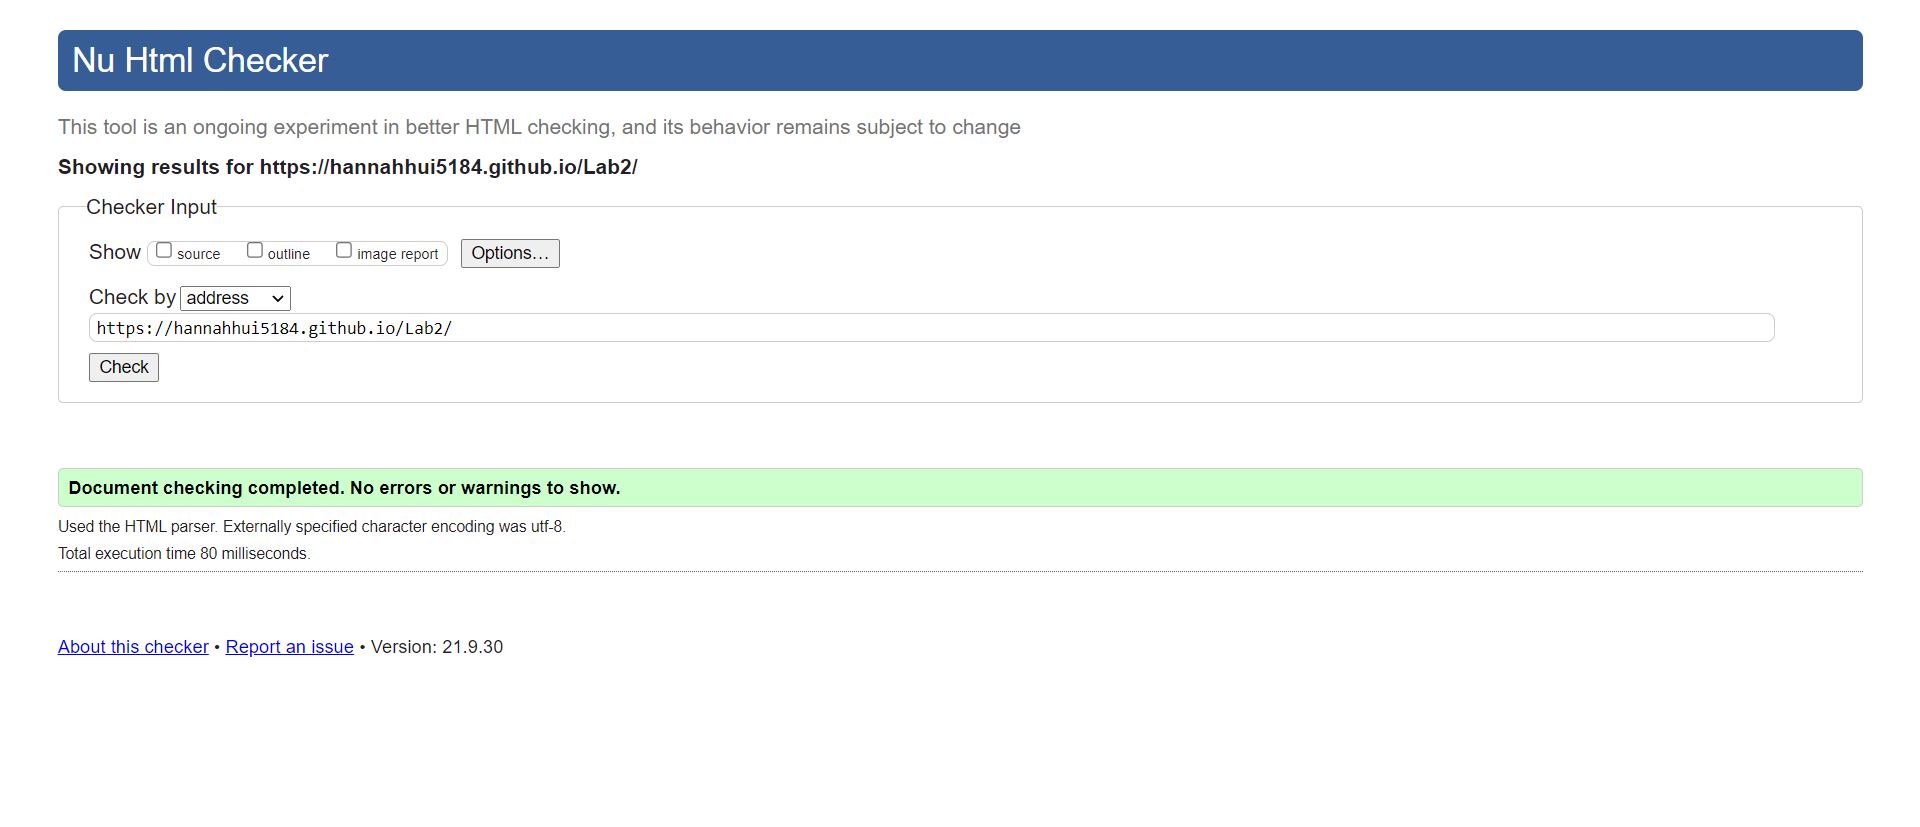 Nu Html Checker
This tool is an ongoing experiment in better HTML checking, and its behavior remains subject to change
Showing results for https://hannahhui5184.github.io/Lab2/
Checker Input
Show source outline image report Options…
Check by address
https://hannahhui5184.github.io/Lab2/
Check
Document checking completed. No errors or warnings to show.
Used the HTML parser. Externally specified character encoding was utf-8.
Total execution time 80 milliseconds.
About this checker • Report an issue • Version: 21.9.30